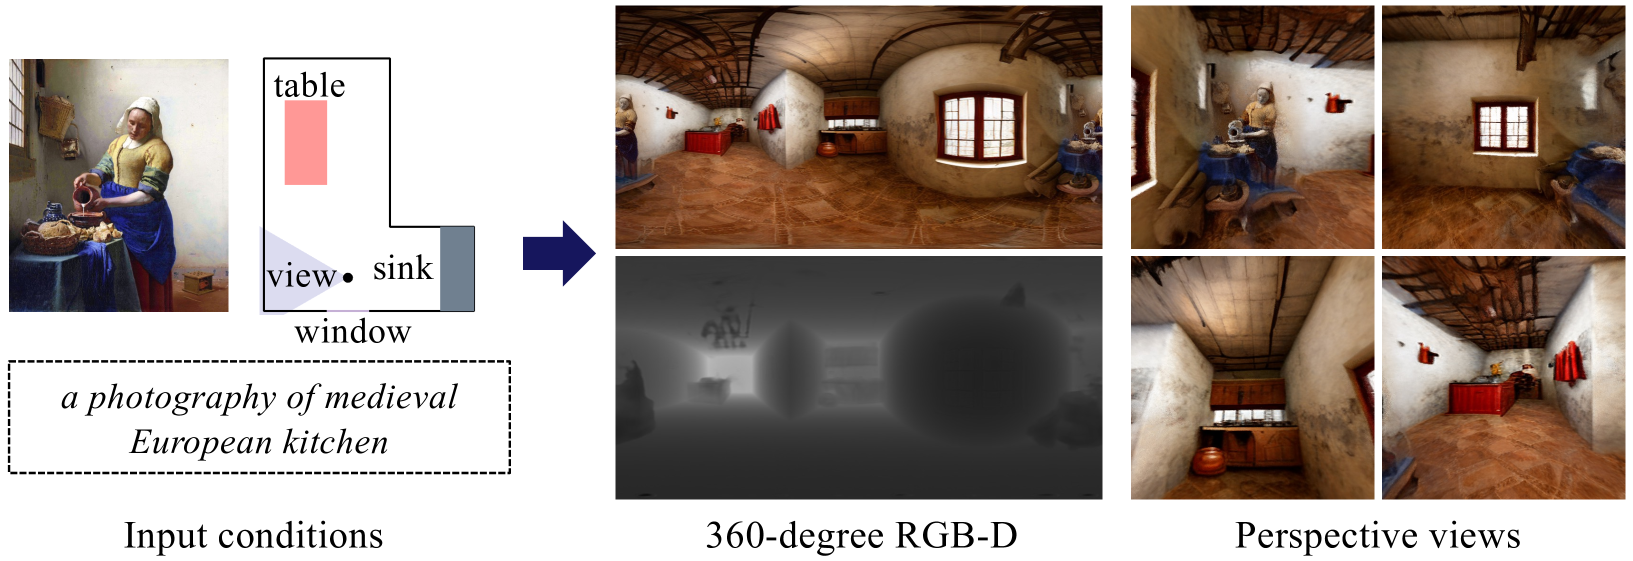 table
view
sink
window
a photography of medieval
European kitchen
Input conditions
360-degree RGB-D
Perspective views